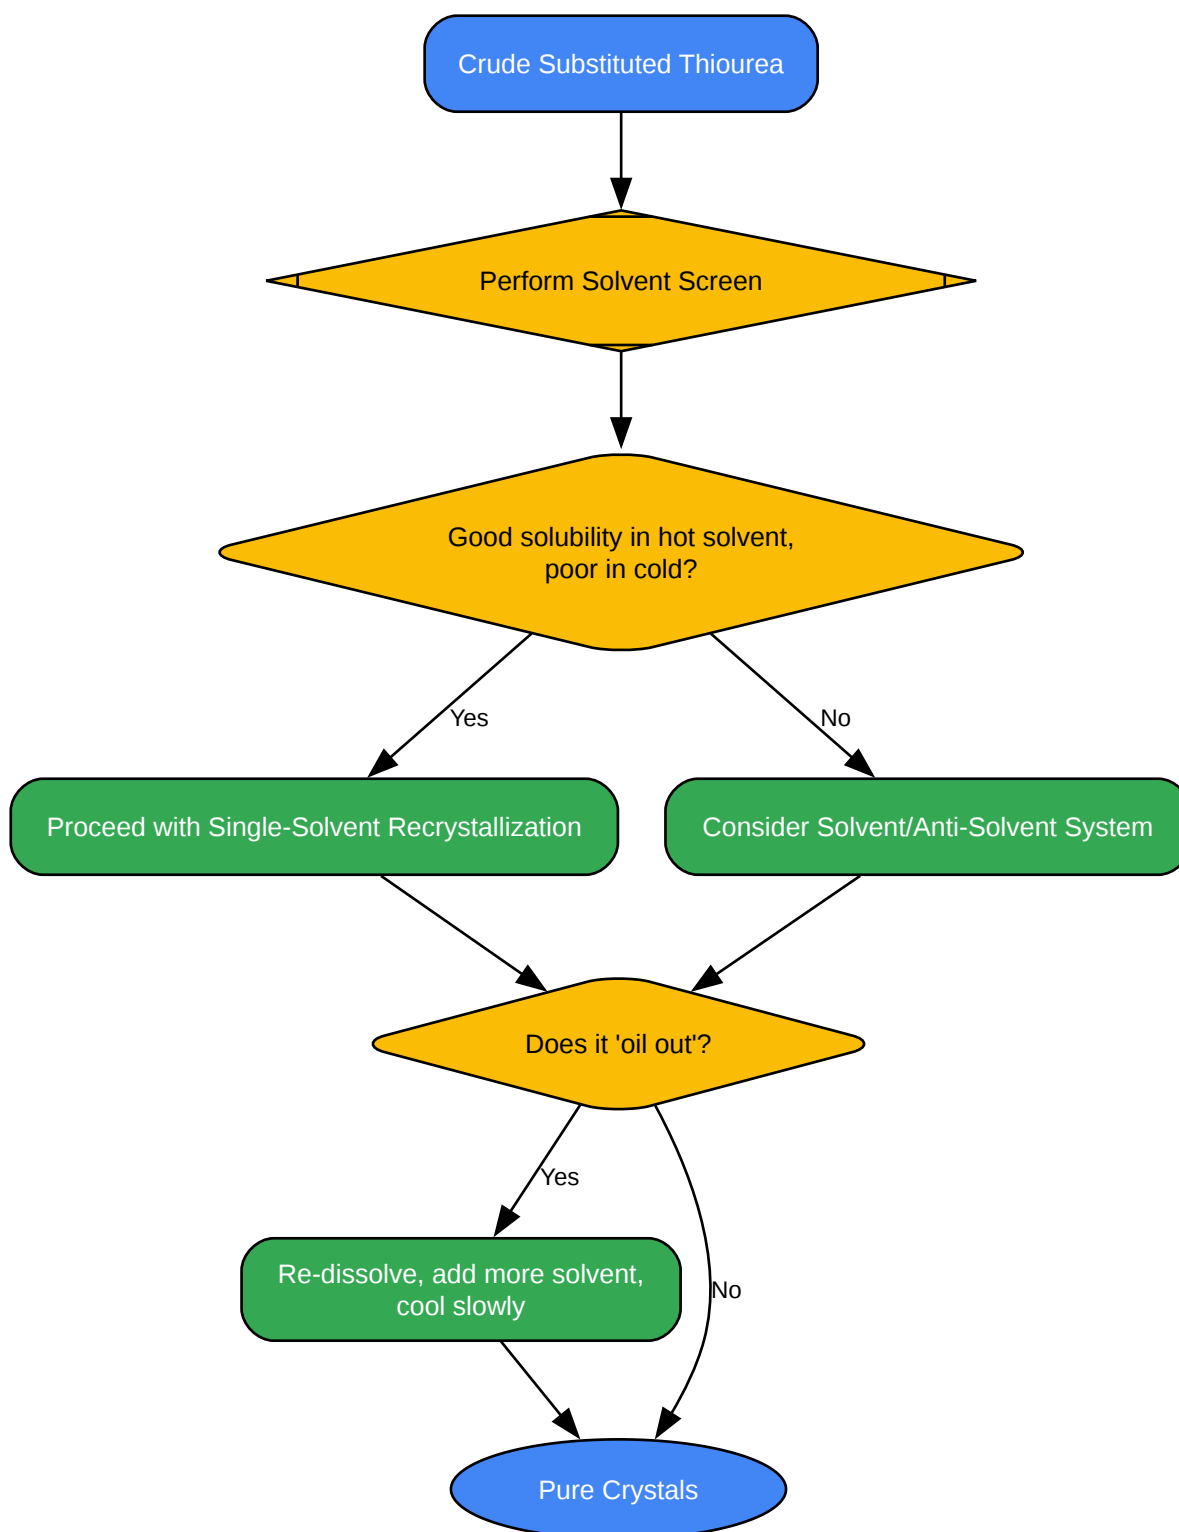 Crude Substituted Thiourea
Perform Solvent Screen
Good solubility in hot solvent,
poor in cold?
Yes
No
Proceed with Single-Solvent Recrystallization
Consider Solvent/Anti-Solvent System
Does it 'oil out'?
Yes
Re-dissolve, add more solvent,
cool slowly
No
Pure Crystals